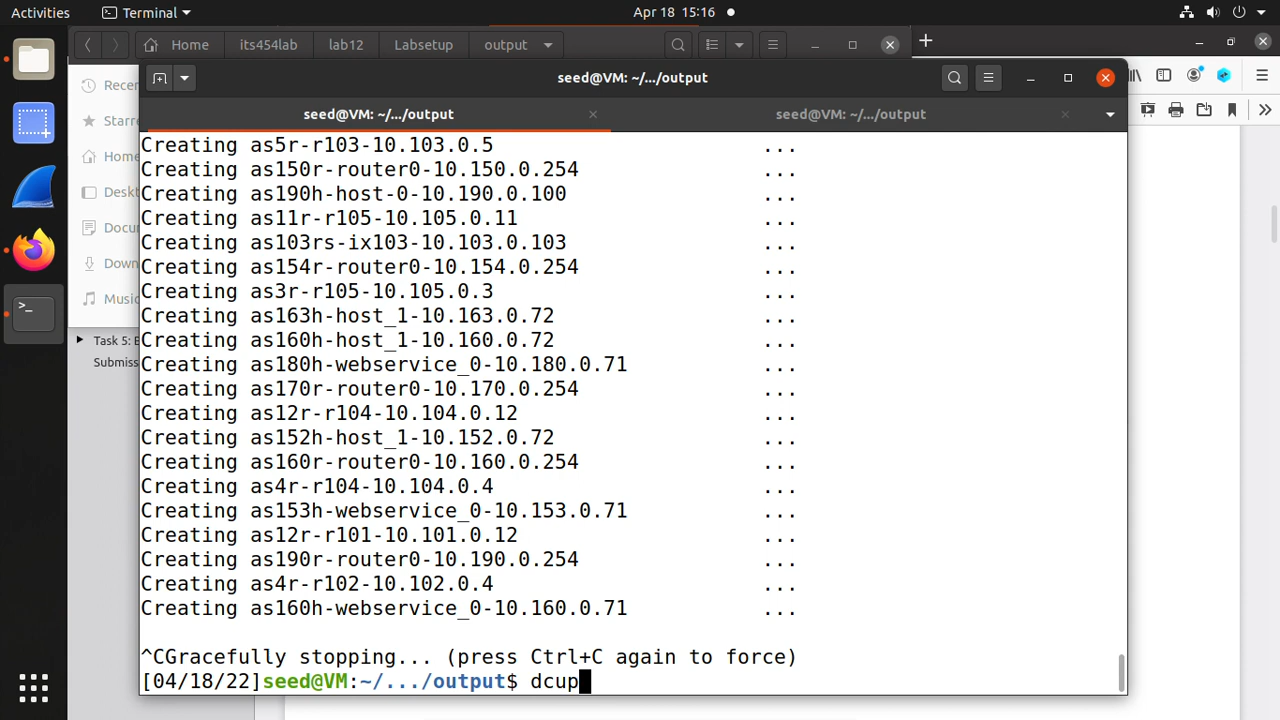 Activities
Terminal
Apr 18 15:16
Home
its454lab
lab12
Labsetup
output
seed@VM: ~/.../output
seed@VM: ~/.../output
seed@VM: ~/.../output
Recen
Starre
Home
Deskt
Docu
Down
Music
Task 5: B
Submiss
Creating as5r-r103-10.103.0.5 ...
Creating as150r-router0-10.150.0.254 ...
Creating as190h-host-0-10.190.0.100 ...
Creating as11r-r105-10.105.0.11 ...
Creating as103rs-ix103-10.103.0.103 ...
Creating as154r-router0-10.154.0.254 ...
Creating as3r-r105-10.105.0.3 ...
Creating as163h-host_1-10.163.0.72 ...
Creating as160h-host_1-10.160.0.72 ...
Creating as180h-webservice_0-10.180.0.71 ...
Creating as170r-router0-10.170.0.254 ...
Creating as12r-r104-10.104.0.12 ...
Creating as152h-host_1-10.152.0.72 ...
Creating as160r-router0-10.160.0.254 ...
Creating as4r-r104-10.104.0.4 ...
Creating as153h-webservice_0-10.153.0.71 ...
Creating as12r-r101-10.101.0.12 ...
Creating as190r-router0-10.190.0.254 ...
Creating as4r-r102-10.102.0.4 ...
Creating as160h-webservice_0-10.160.0.71 ...
^CGracefully stopping... (press Ctrl+C again to force)
[04/18/22]seed@VM:~/.../output$ dcup